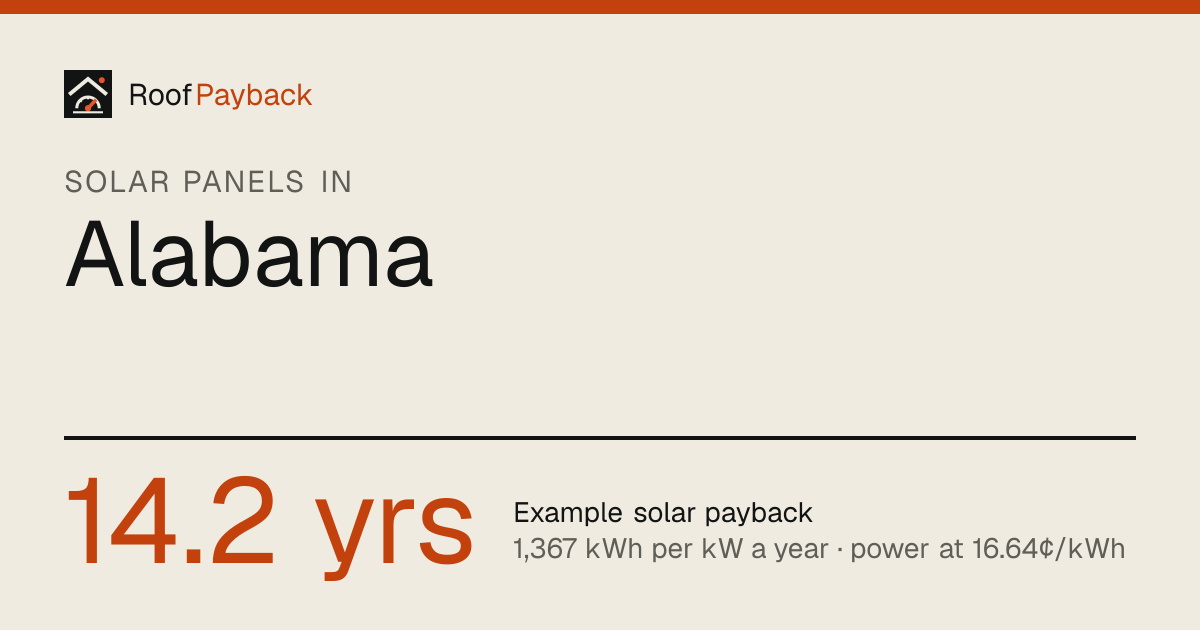 RoofPayback
SOLAR PANELS IN
Alabama
14.2 yrs
Example solar payback
1,367 kWh per kW a year · power at 16.64¢/kWh